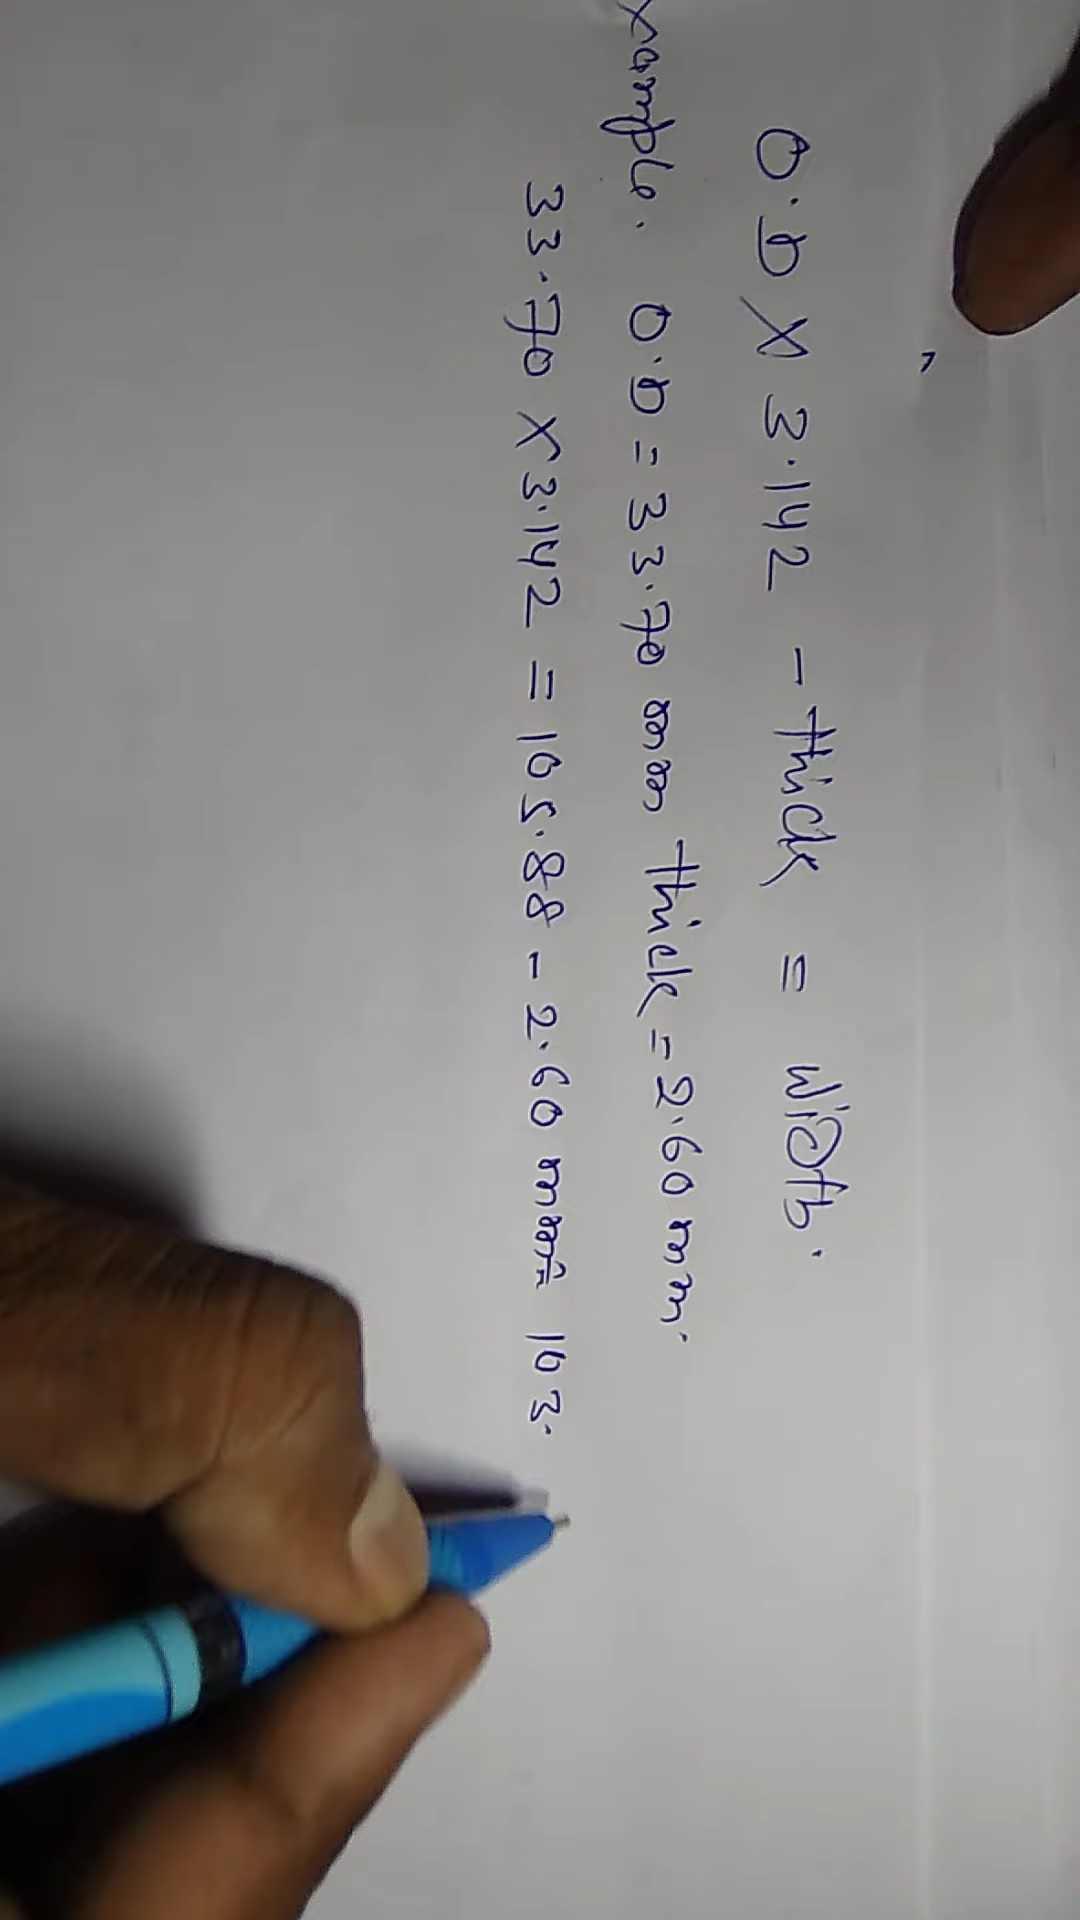 O.D X 3.142 - thick = width.
xample. O.D = 33.70 mm thick = 2.60 mm.
33.70 X 3.142 = 105.88 - 2.60 mm = 103.